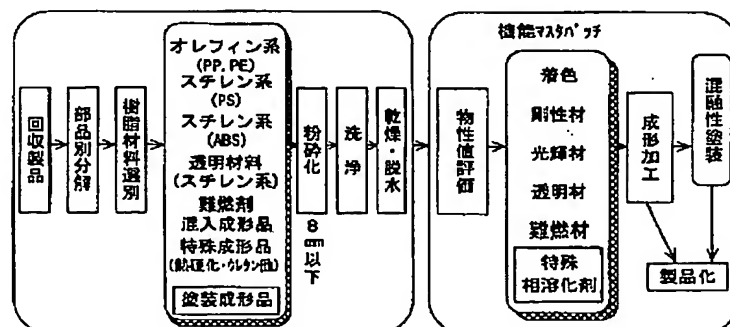 回収製品
部品別分解
樹脂材料選別
オレフィン系
(PP,PE)
スチレン系
(PS)
スチレン系
(ABS)
透明材料
(スチレン系)
難燃剤
混入成形品
特殊成形品
塗装成形品
粉砕化
8mm以下
洗浄
乾燥・脱水
機能マスタバッチ
物性値評価
着色
剛性材
光輝材
透明材
難燃材
特殊
相溶化剤
成形加工
混融性塗装
製品化